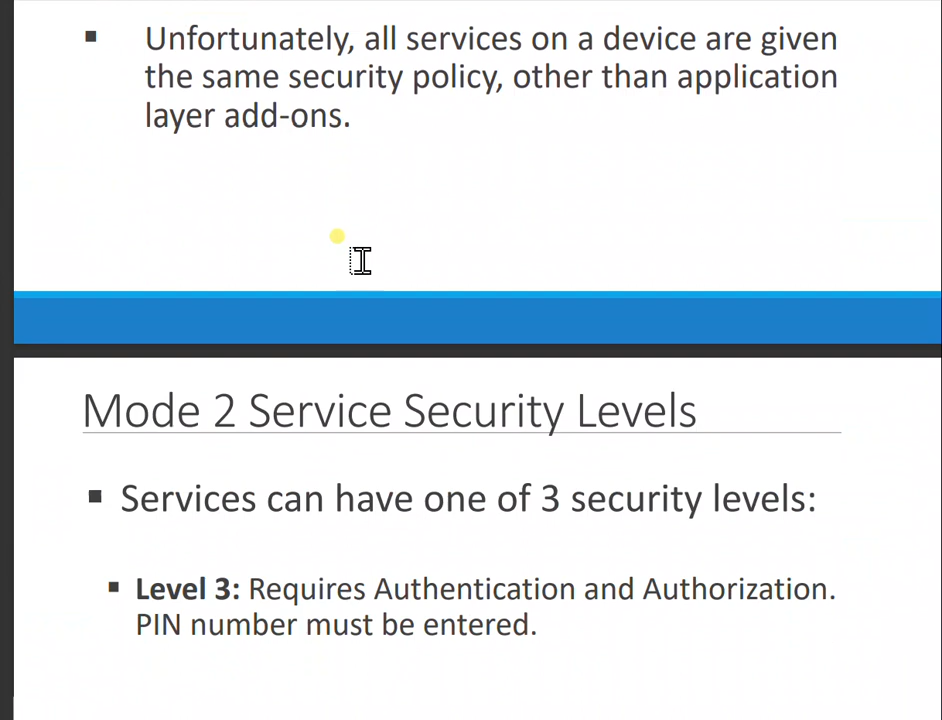 ▪ Unfortunately, all services on a device are given
the same security policy, other than application
layer add-ons.
Mode 2 Service Security Levels
▪ Services can have one of 3 security levels:
▪ Level 3: Requires Authentication and Authorization.
PIN number must be entered.